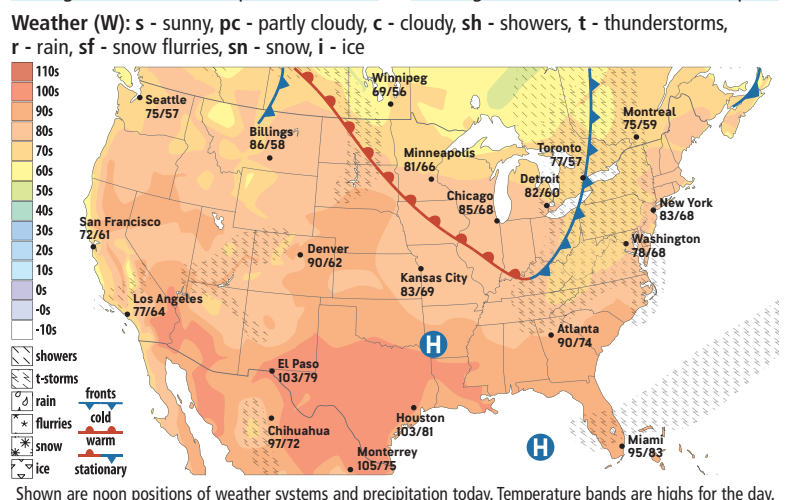 Weather (W): s - sunny, pc - partly cloudy, c - cloudy, sh - showers, t - thunderstorms,
r - rain, sf - snow flurries, sn - snow, i - ice
110s
100s
90s
80s
70s
60s
50s
40s
30s
20s
10s
0s
-0s
-10s
showers
t-storms
rain
flurries
snow
ice
fronts
cold
warm
stationary
Seattle
75/57
Billings
86/58
Winnipeg
69/56
Minneapolis
81/66
Chicago
85/68
Toronto
77/57
Detroit
82/60
Montreal
75/59
New York
83/68
Washington
78/68
San Francisco
72/61
Denver
90/62
Kansas City
83/69
Los Angeles
77/64
Atlanta
90/74
El Paso
103/79
H
Houston
103/81
Chihuahua
97/72
Monterrey
105/75
H
Miami
95/83
Shown are noon positions of weather systems and precipitation today. Temperature bands are highs for the day.